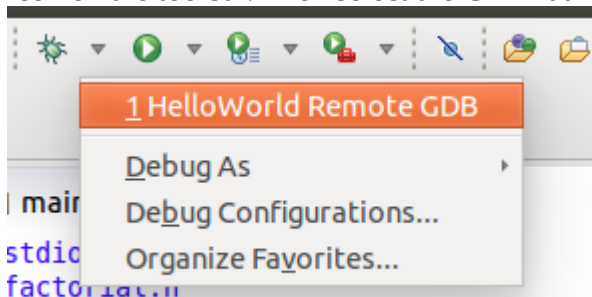 1 HelloWorld Remote GDB
Debug As
main
Debug Configurations...
stdio
Organize Favorites...
factorial.h